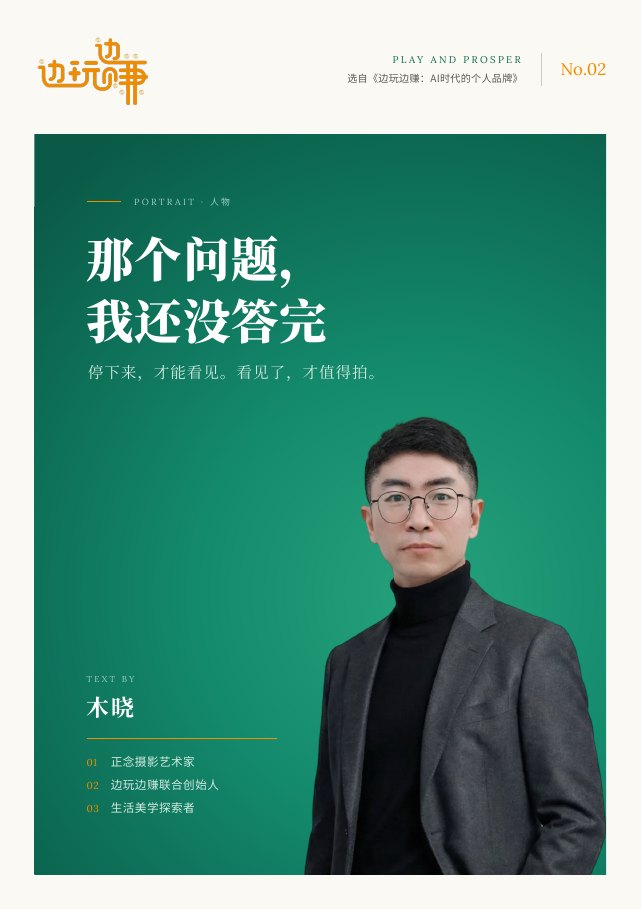 边玩边赚
PLAY AND PROSPER
选自《边玩边赚：AI时代的个人品牌》
No.02
PORTRAIT · 人物
那个问题，
我还没答完
停下来，才能看见。看见了，才值得拍。
TEXT BY
木晓
01 正念摄影艺术家
02 边玩边赚联合创始人
03 生活美学探索者